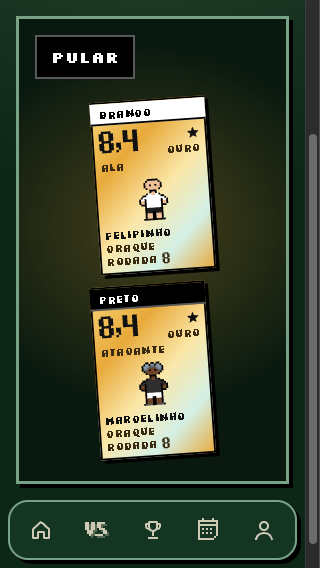 PULAR
BRANCO
8,4
OURO
ALA
FELIPINHO
CRAQUE
RODADA 8
PRETO
8,4
OURO
ATACANTE
MARCELINHO
CRAQUE
RODADA 8
VS